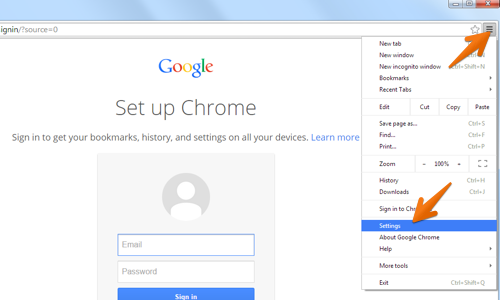 ignin/?source=0
Google
Set up Chrome
Sign in to get your bookmarks, history, and settings on all your devices. Learn more
Email
Password
Sign in
New tab
New window
New incognito window Ctrl+Shift+N
Bookmarks
Recent Tabs
Edit Cut Copy Paste
Save page as... Ctrl+S
Find... Ctrl+F
Print... Ctrl+P
Zoom - 100% +
History Ctrl+H
Downloads Ctrl+J
Sign in to
Settings
About Google Chrome
Help
More tools
Exit Ctrl+Shift+Q